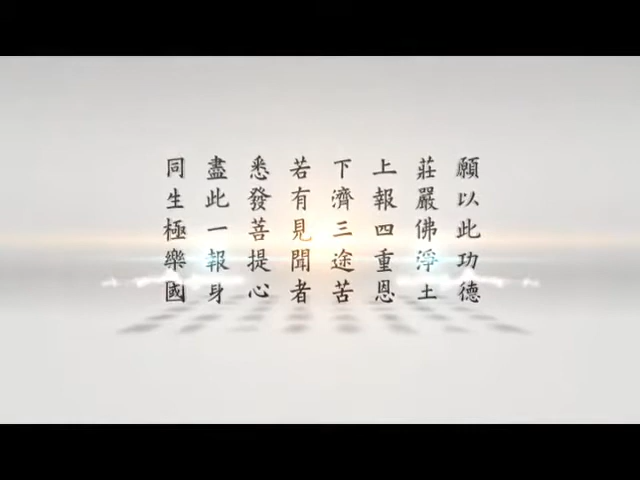 願以此功德
莊嚴佛淨土
上報四重恩
下濟三途苦
若有見聞者
悉發菩提心
盡此一報身
同生極樂國